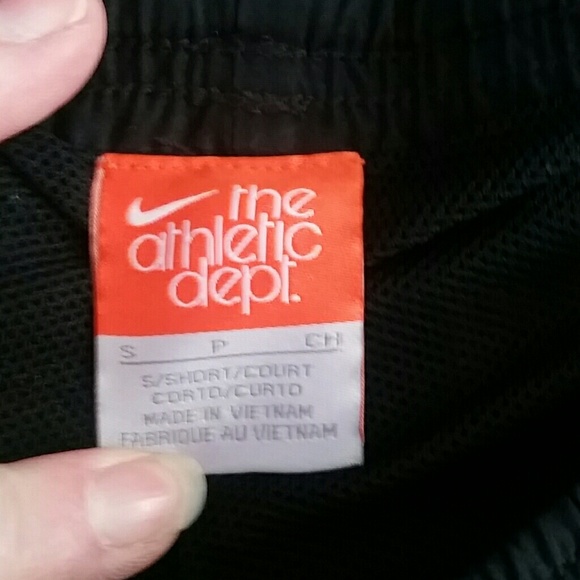 the
athletic
dept.
S P CH
S/SHORT/COURT
CORTO/CURTO
MADE IN VIETNAM
FABRIQUE AU VIETNAM